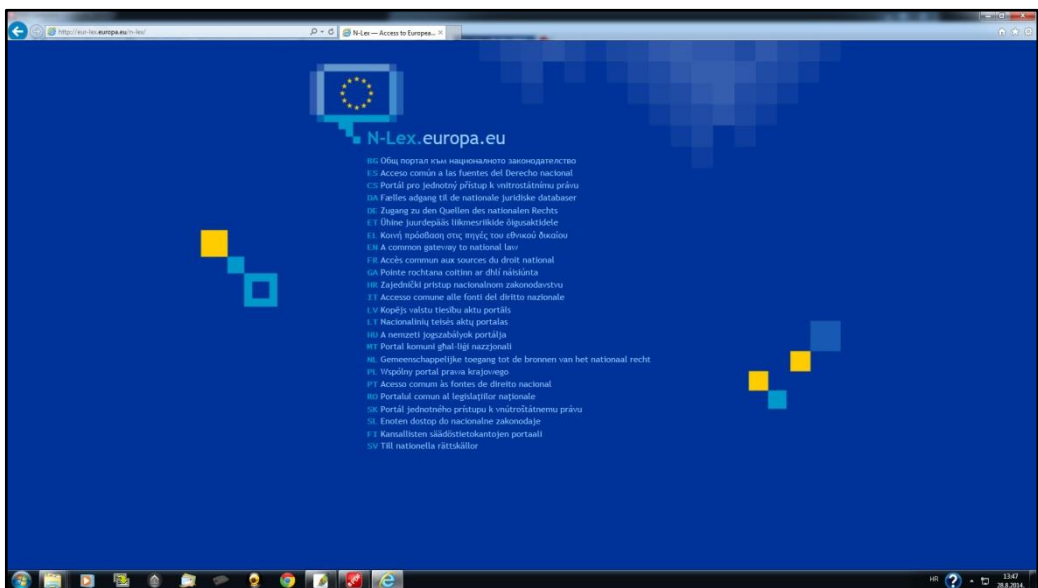 http://eur-lex.europa.eu/n-lex/
N-Lex — Access to Europea...
N-Lex.europa.eu
BG Общ портал към националното законодателство
ES Acceso común a las fuentes del Derecho nacional
CS Portál pro jednotný přístup k vnitrostátnímu právu
DA Fælles adgang til de nationale juridiske databaser
DE Zugang zu den Quellen des nationalen Rechts
ET Ühine juurdepääs liikmesriikide õigusaktidele
EL Κοινή πρόσβαση στις πηγές του εθνικού δικαίου
EN A common gateway to national law
FR Accès commun aux sources du droit national
GA Pointe rochtana coitinn ar dhlí náisiúnta
HR Zajednički pristup nacionalnom zakonodavstvu
IT Accesso comune alle fonti del diritto nazionale
LV Kopējs valstu tiesību aktu portāls
LT Nacionalinių teisės aktų portalas
HU A nemzeti jogszabályok portálja
MT Portal komuni għal-liġi nazzjonali
NL Gemeenschappelijke toegang tot de bronnen van het nationaal recht
PL Wspólny portal prawa krajowego
PT Acesso comum às fontes de direito nacional
RO Portalul comun al legislațiilor naționale
SK Portál jednotného prístupu k vnútroštátnemu právu
SL Enoten dostop do nacionalne zakonodaje
FI Kansallisten säädöstietokantojen portaali
SV Till nationella rättskällor
HR
13:47
28.8.2014.